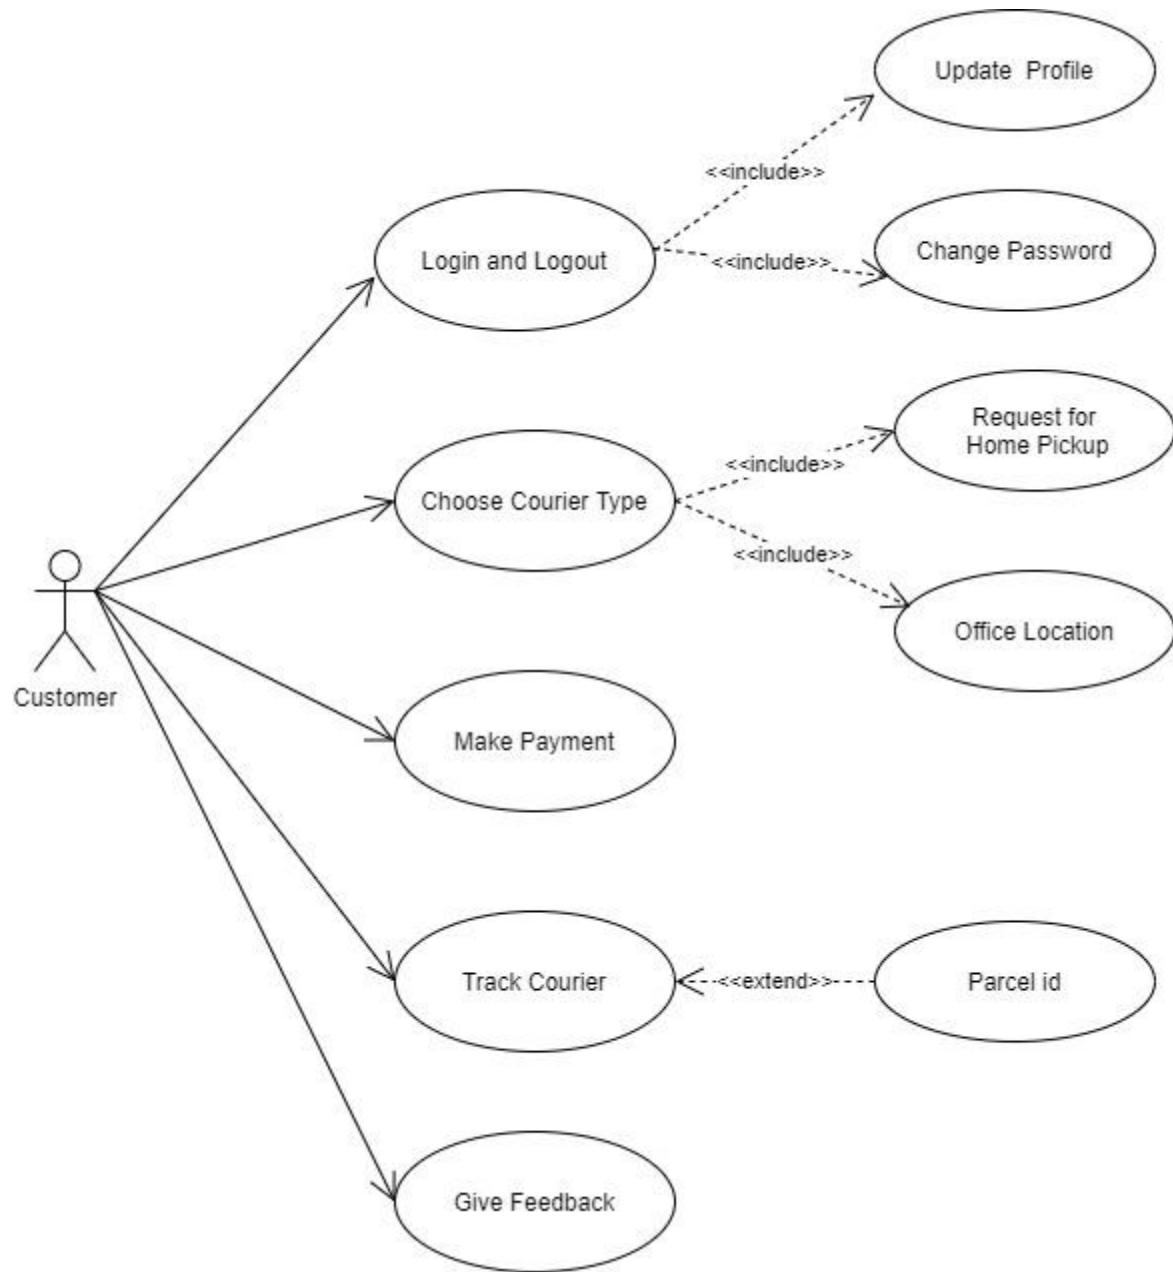 Update  Profile
<<include>>
Login and Logout
Change Password
<<include>>
Request for
Home Pickup
<<include>>
Choose Courier Type
<<include>>
Office Location
Customer
Make Payment
Track Courier
<<extend>>
Parcel id
Give Feedback